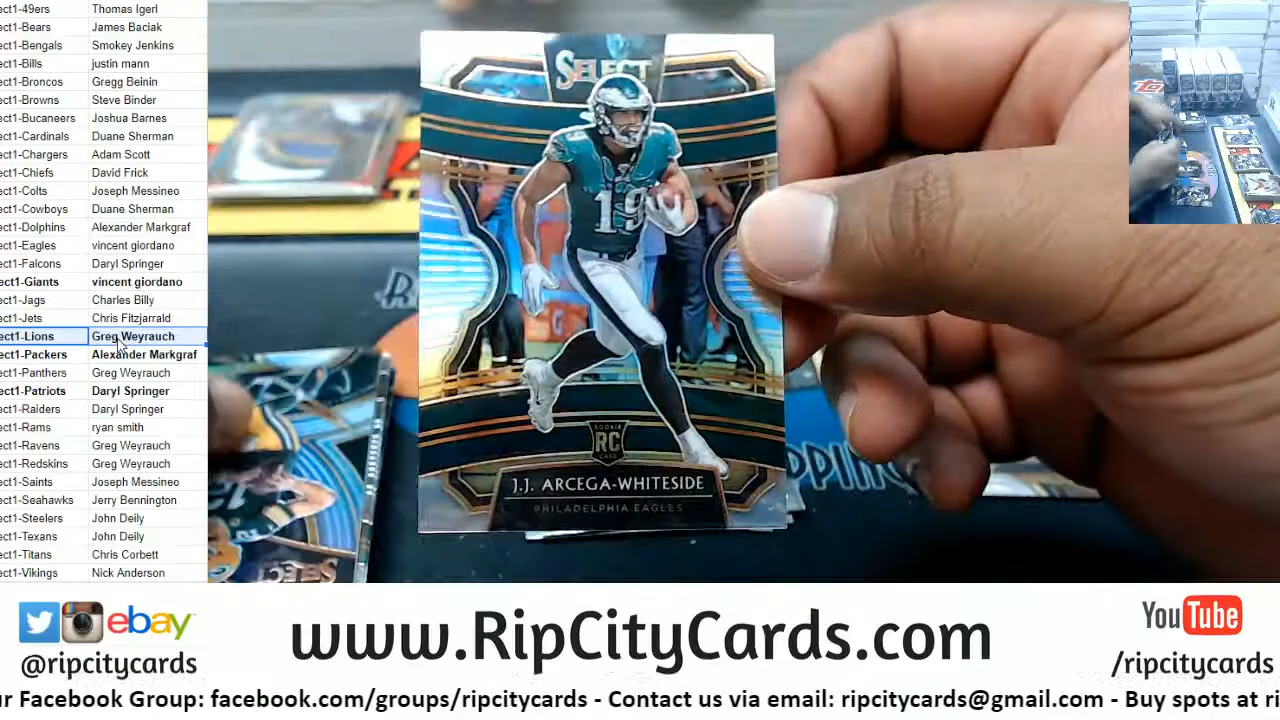 ect1-49ers Thomas Igerl
ect1-Bears James Baciak
ect1-Bengals Smokey Jenkins
ect1-Bills justin mann
ect1-Broncos Gregg Beinin
ect1-Browns Steve Binder
ect1-Bucaneers Joshua Barnes
ect1-Cardinals Duane Sherman
ect1-Chargers Adam Scott
ect1-Chiefs David Frick
ect1-Colts Joseph Messineo
ect1-Cowboys Duane Sherman
ect1-Dolphins Alexander Markgraf
ect1-Eagles vincent giordano
ect1-Falcons Daryl Springer
ect1-Giants vincent giordano
ect1-Jags Charles Billy
ect1-Jets Chris Fitzjarrald
ect1-Lions Greg Weyrauch
ect1-Packers Alexander Markgraf
ect1-Panthers Greg Weyrauch
ect1-Patriots Daryl Springer
ect1-Raiders Daryl Springer
ect1-Rams ryan smith
ect1-Ravens Greg Weyrauch
ect1-Redskins Greg Weyrauch
ect1-Saints Joseph Messineo
ect1-Seahawks Jerry Bennington
ect1-Steelers John Deily
ect1-Texans John Deily
ect1-Titans Chris Corbett
ect1-Vikings Nick Anderson
SELECT
19
19
ROOKIE
RC
CARD
J.J. ARCEGA-WHITESIDE
PHILADELPHIA EAGLES
PPING
SELECT
ebay
@ripcitycards
www.RipCityCards.com
YouTube
/ripcitycards
ur Facebook Group: facebook.com/groups/ripcitycards - Contact us via email: ripcitycards@gmail.com - Buy spots at ri